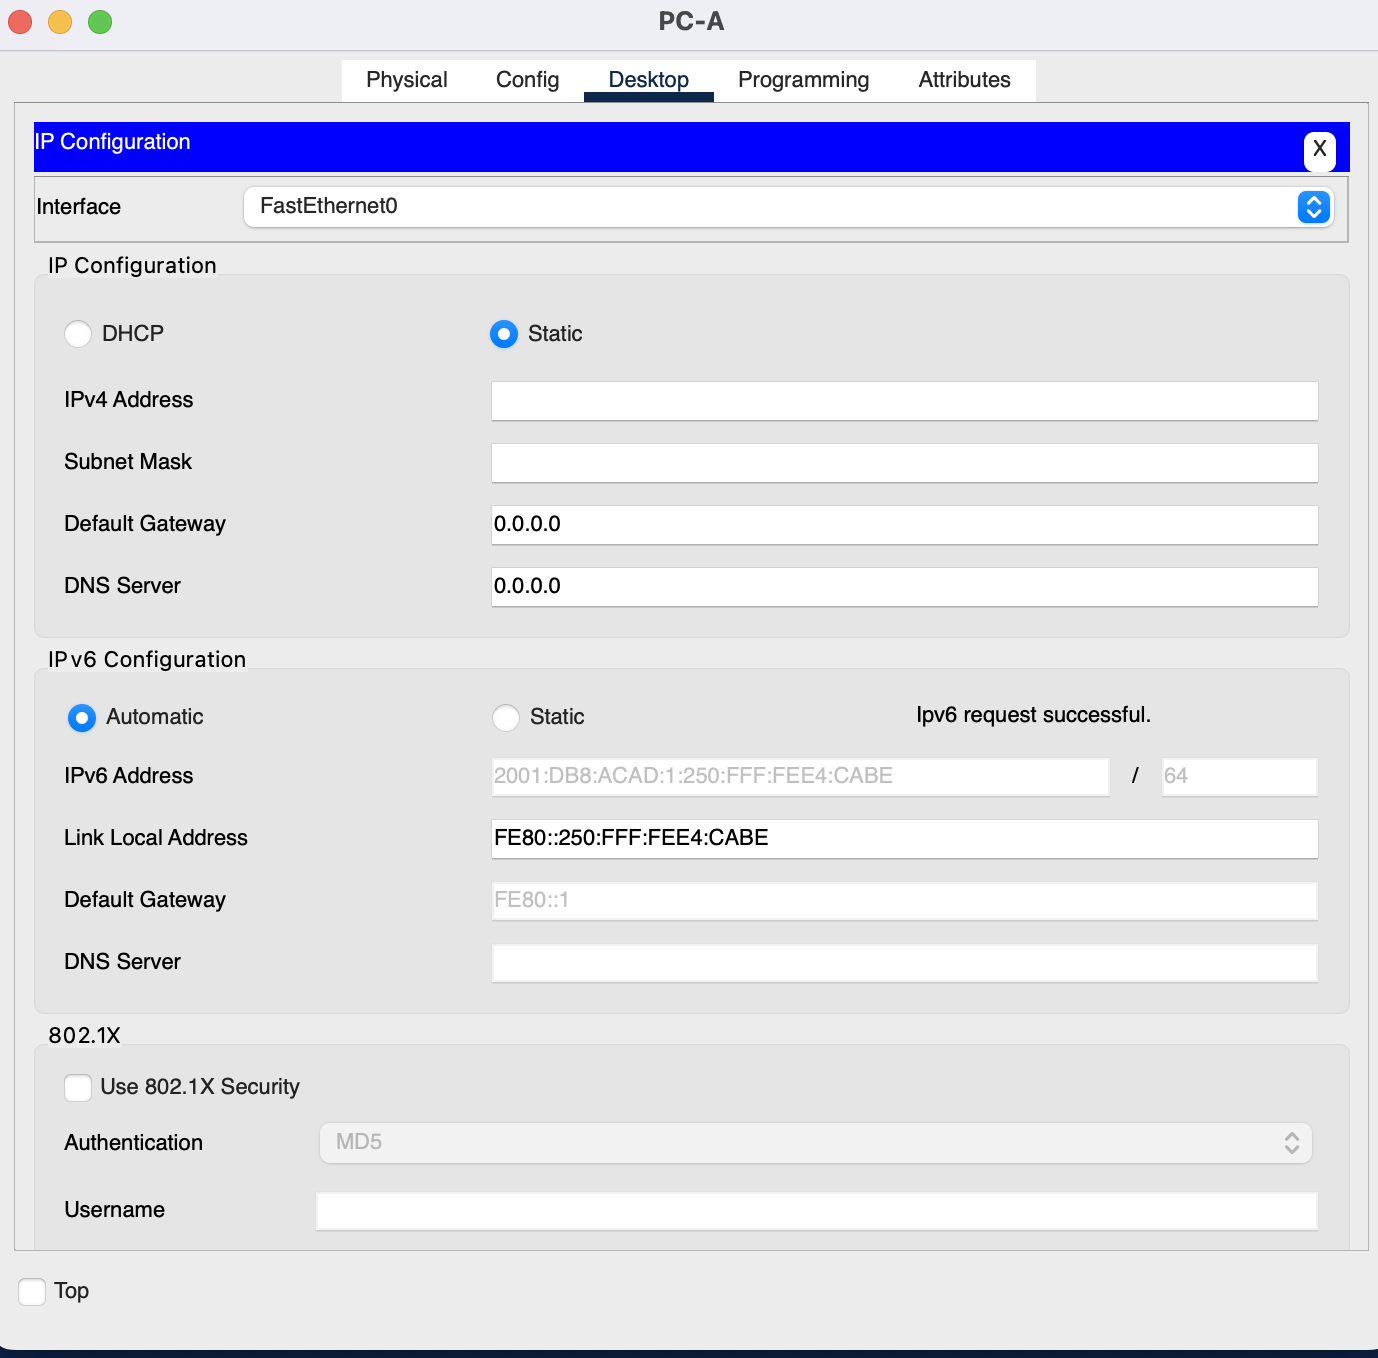 PC-A
Physical Config Desktop Programming Attributes
IP Configuration X
Interface FastEthernet0
IP Configuration
DHCP Static
IPv4 Address
Subnet Mask
Default Gateway 0.0.0.0
DNS Server 0.0.0.0
IPv6 Configuration
Automatic Static Ipv6 request successful.
IPv6 Address 2001:DB8:ACAD:1:250:FFF:FEE4:CABE / 64
Link Local Address FE80::250:FFF:FEE4:CABE
Default Gateway FE80::1
DNS Server
802.1X
Use 802.1X Security
Authentication MD5
Username
Top